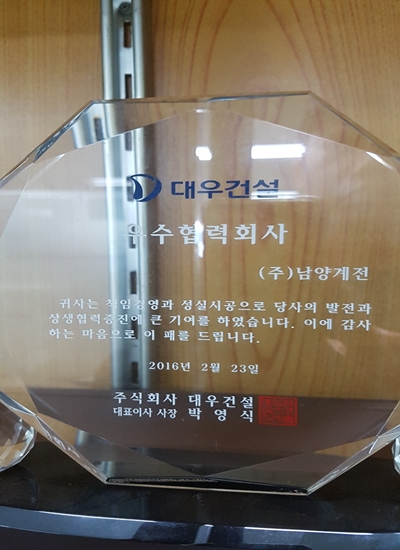 대우건설
우수협력회사
(주)남양계전
귀사는 책임경영과 성실시공으로 당사의 발전과
상생협력증진에 큰 기여를 하였습니다. 이에 감사
하는 마음으로 이 패를 드립니다.
2016년 2월 23일
주식회사 대우건설
대표이사 사장 박영식